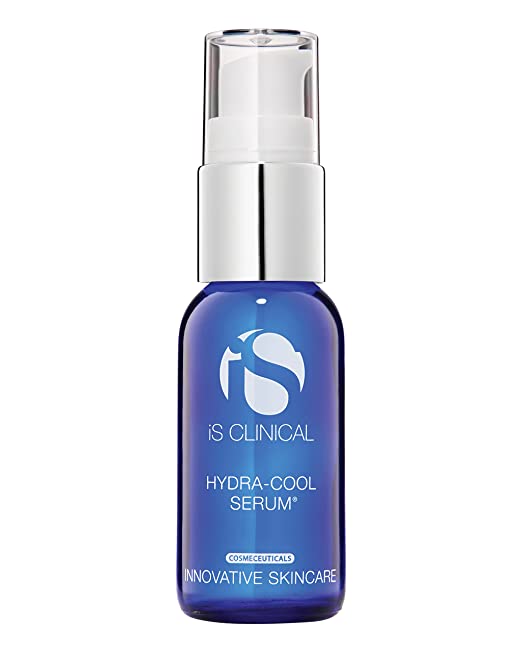 iS
iS CLINICAL
HYDRA-COOL
SERUM®
COSMECEUTICALS
INNOVATIVE SKINCARE